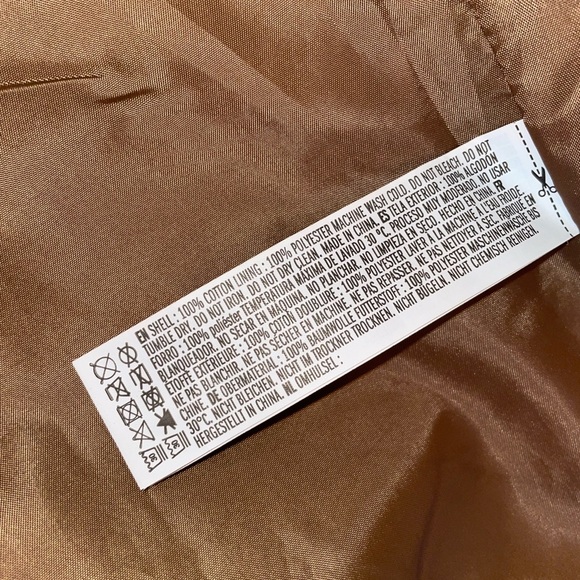 EN SHELL : 100% COTTON LINING : 100% POLYESTER MACHINE WASH COLD. DO NOT BLEACH. DO NOT
TUMBLE DRY. DO NOT IRON. DO NOT DRY CLEAN. MADE IN CHINA. ES TELA EXTERIOR : 100% ALGODON
FORRO : 100% poliester TEMPERATURA MÁXIMA DE LAVADO 30 °C. PROCESO MUY MODERADO. NO USAR
BLANQUEADOR. NO SECAR EN MAQUINA. NO PLANCHAR. NO LIMPIEZA EN SECO. HECHO EN CHINA. FR
ÉTOFFE EXTÉRIEURE : 100% COTON DOUBLURE : 100% POLYESTER LAVER À LA MACHINE À L'EAU FROIDE.
NE PAS BLANCHIR. NE PAS SÉCHER EN MACHINE. NE PAS REPASSER. NE PAS NETTOYER À SEC. FABRIQUÉ EN
CHINE. DE OBERMATERIAL : 100% BAUMWOLLE FUTTERSTOFF : 100% POLYESTER MASCHINENWÄSCHE BIS
30°C. NICHT BLEICHEN. NICHT IM TROCKNER TROCKNEN. NICHT BÜGELN. NICHT CHEMISCH REINIGEN.
HERGESTELLT IN CHINA. NL OMHULSEL :